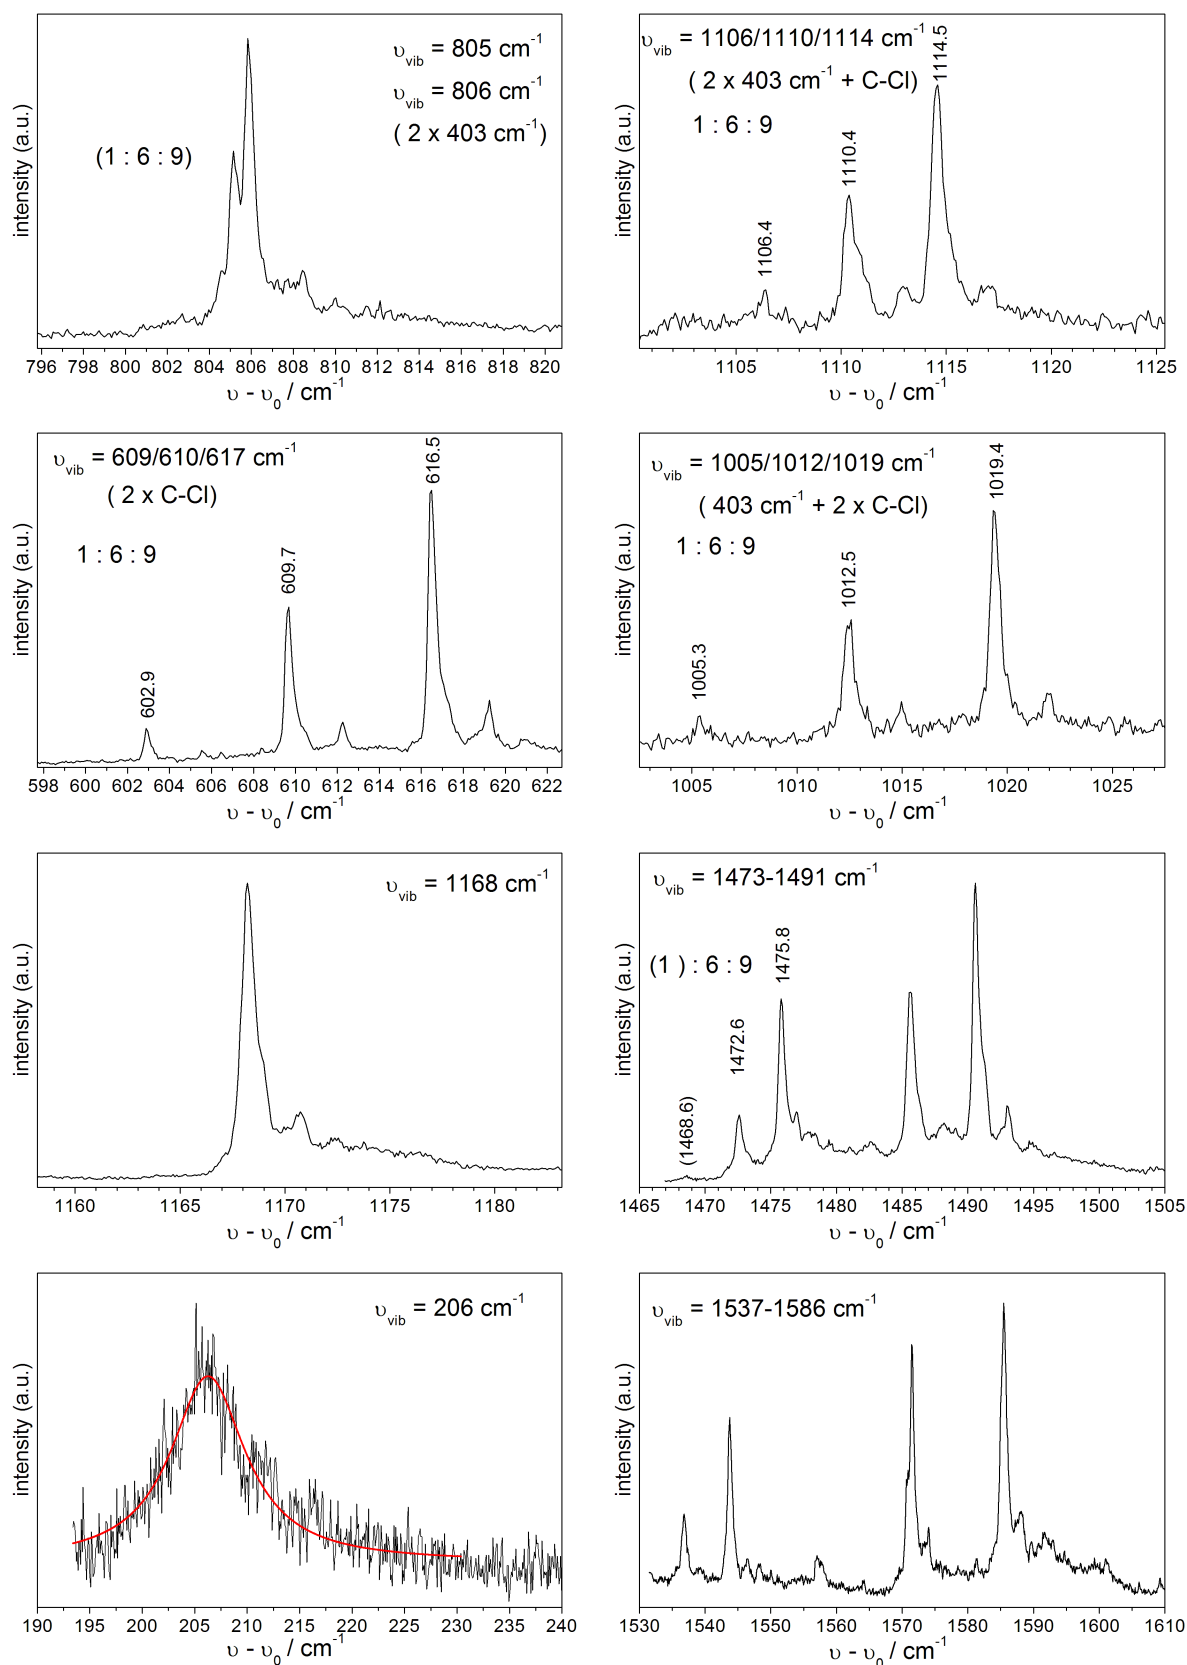 υvib = 805 cm-1
υvib = 806 cm-1
( 2 x 403 cm-1)
(1 : 6 : 9)
intensity (a.u.)
796 798 800 802 804 806 808 810 812 814 816 818 820
υ - υ0 / cm-1
υvib = 1106/1110/1114 cm-1
( 2 x 403 cm-1 + C-Cl)
1 : 6 : 9
1106.4
1110.4
1114.5
intensity (a.u.)
1105 1110 1115 1120 1125
υ - υ0 / cm-1
υvib = 609/610/617 cm-1
( 2 x C-Cl)
1 : 6 : 9
602.9
609.7
616.5
intensity (a.u.)
598 600 602 604 606 608 610 612 614 616 618 620 622
υ - υ0 / cm-1
υvib = 1005/1012/1019 cm-1
( 403 cm-1 + 2 x C-Cl)
1 : 6 : 9
1005.3
1012.5
1019.4
intensity (a.u.)
1005 1010 1015 1020 1025
υ - υ0 / cm-1
υvib = 1168 cm-1
intensity (a.u.)
1160 1165 1170 1175 1180
υ - υ0 / cm-1
υvib = 1473-1491 cm-1
(1 ) : 6 : 9
(1468.6)
1472.6
1475.8
intensity (a.u.)
1465 1470 1475 1480 1485 1490 1495 1500 1505
υ - υ0 / cm-1
υvib = 206 cm-1
intensity (a.u.)
190 195 200 205 210 215 220 225 230 235 240
υ - υ0 / cm-1
υvib = 1537-1586 cm-1
intensity (a.u.)
1530 1540 1550 1560 1570 1580 1590 1600 1610
υ - υ0 / cm-1